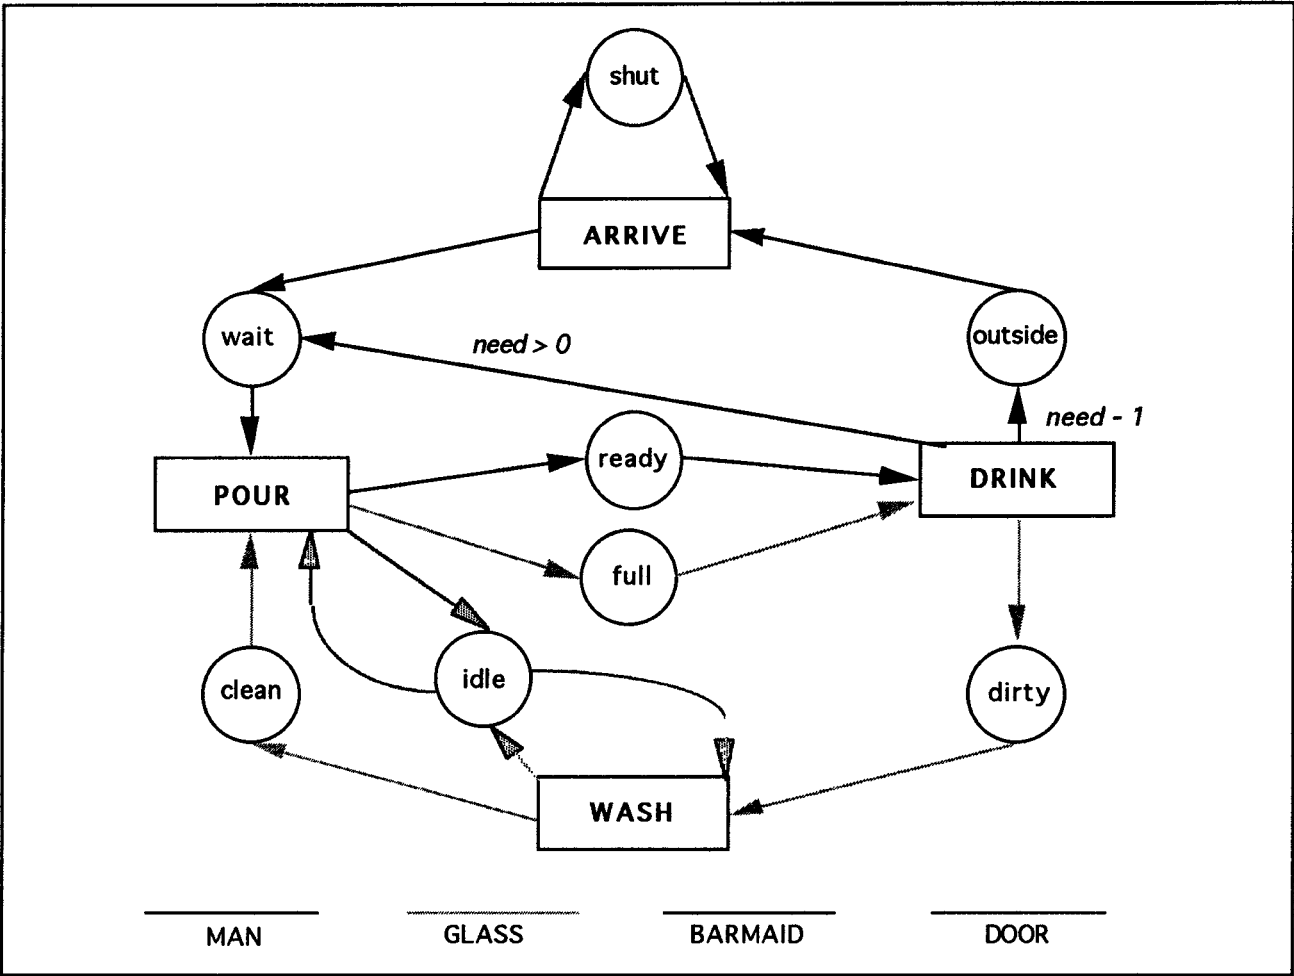 shut
ARRIVE
wait
need > 0
outside
need - 1
ready
DRINK
POUR
full
clean
idle
dirty
WASH
MAN
GLASS
BARMAID
DOOR